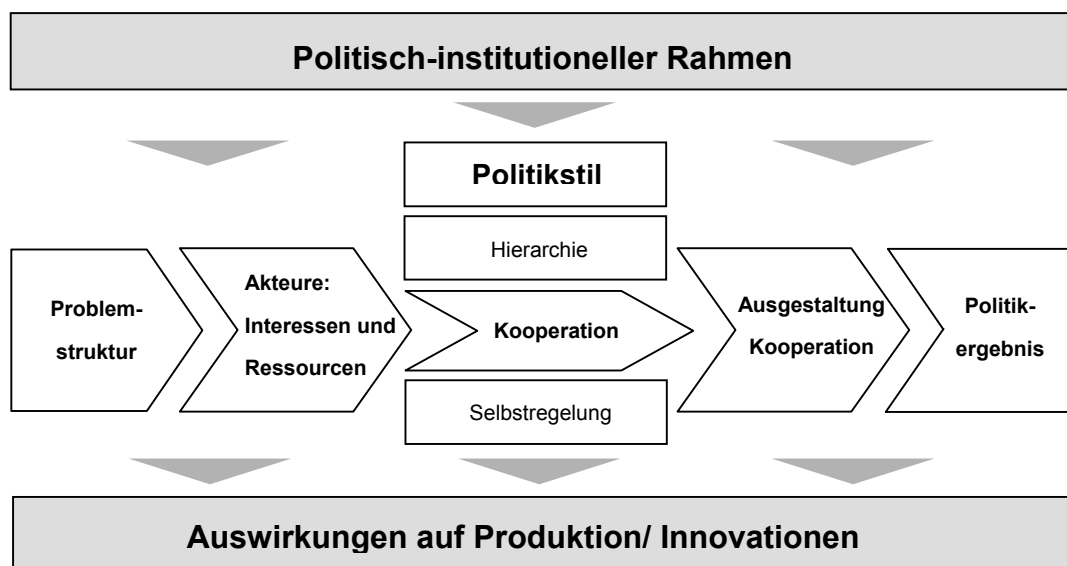 Politisch-institutioneller Rahmen
Politikstil
Hierarchie
Problem-
struktur
Akteure:
Interessen und
Ressourcen
Kooperation
Ausgestaltung
Kooperation
Politik-
ergebnis
Selbstregelung
Auswirkungen auf Produktion/ Innovationen